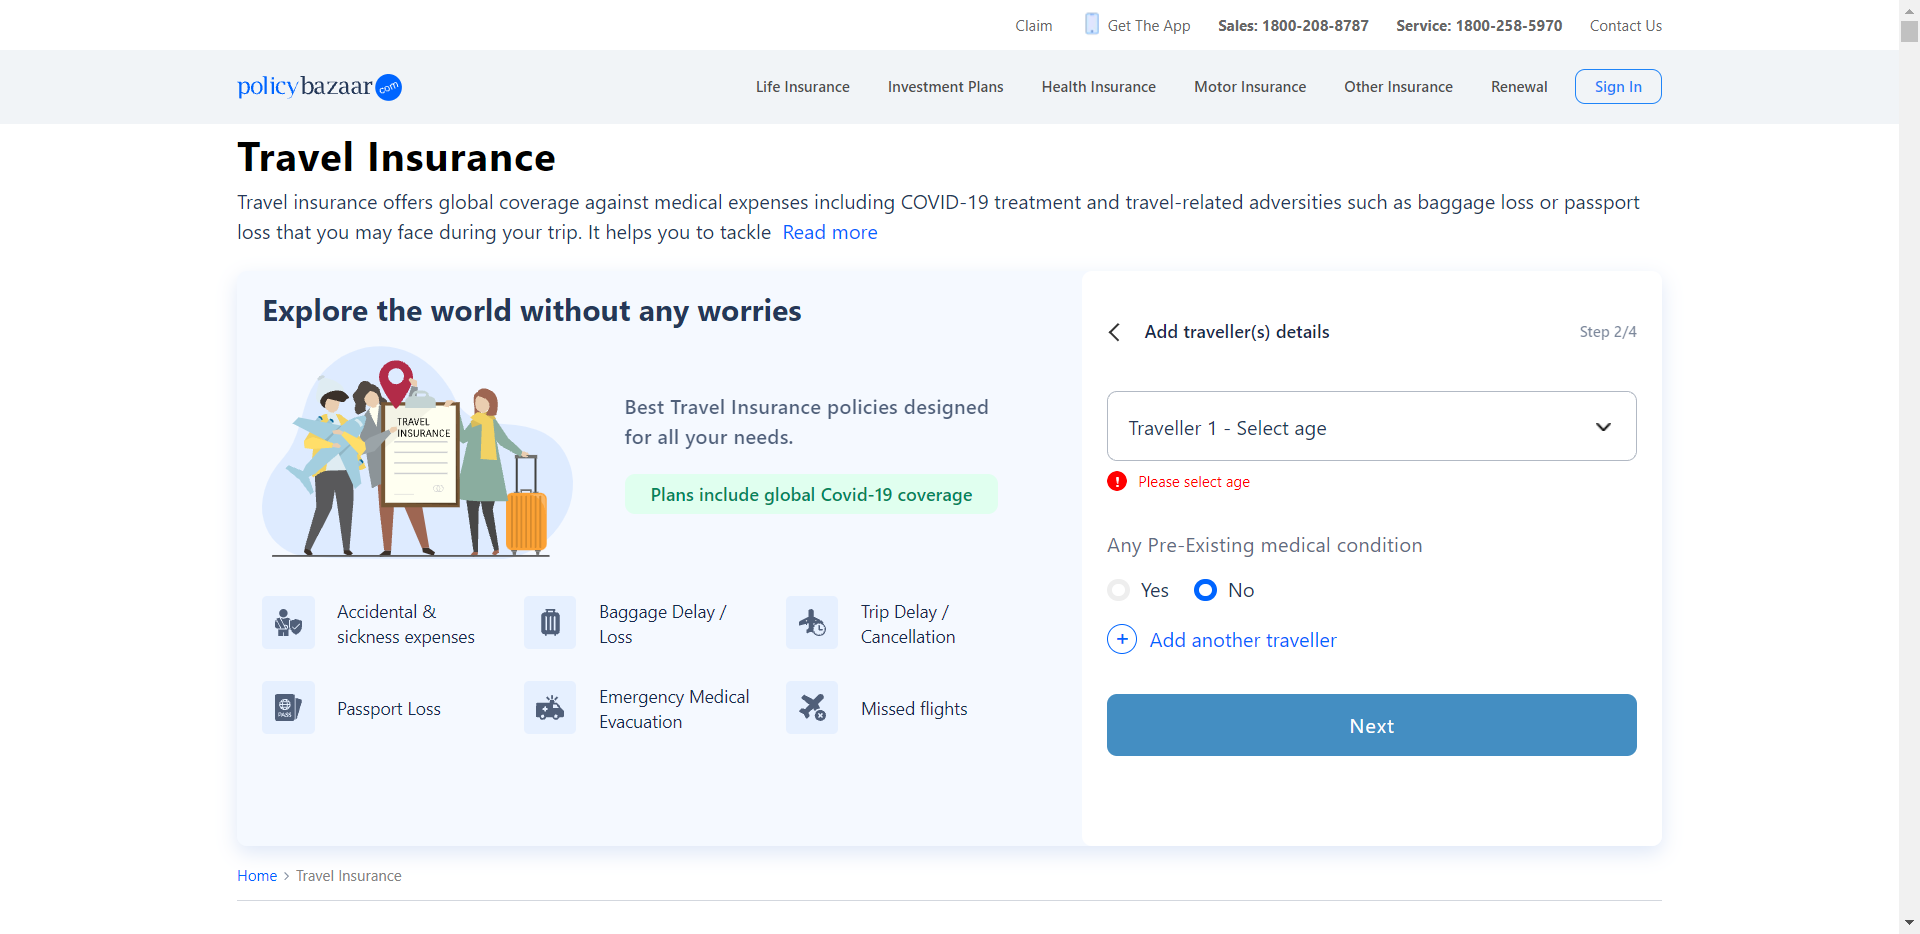 Claim
Get The App
Sales: 1800-208-8787
Service: 1800-258-5970
Contact Us
policybazaar com
Life Insurance
Investment Plans
Health Insurance
Motor Insurance
Other Insurance
Renewal
Sign In
Travel Insurance
Travel insurance offers global coverage against medical expenses including COVID-19 treatment and travel-related adversities such as baggage loss or passport
loss that you may face during your trip. It helps you to tackle Read more
Explore the world without any worries
TRAVEL
INSURANCE
Best Travel Insurance policies designed
for all your needs.
Plans include global Covid-19 coverage
Accidental &
sickness expenses
Baggage Delay /
Loss
Trip Delay /
Cancellation
PASS
Passport Loss
Emergency Medical
Evacuation
Missed flights
Add traveller(s) details
Step 2/4
Traveller 1 - Select age
Please select age
Any Pre-Existing medical condition
Yes
No
Add another traveller
Next
Home > Travel Insurance